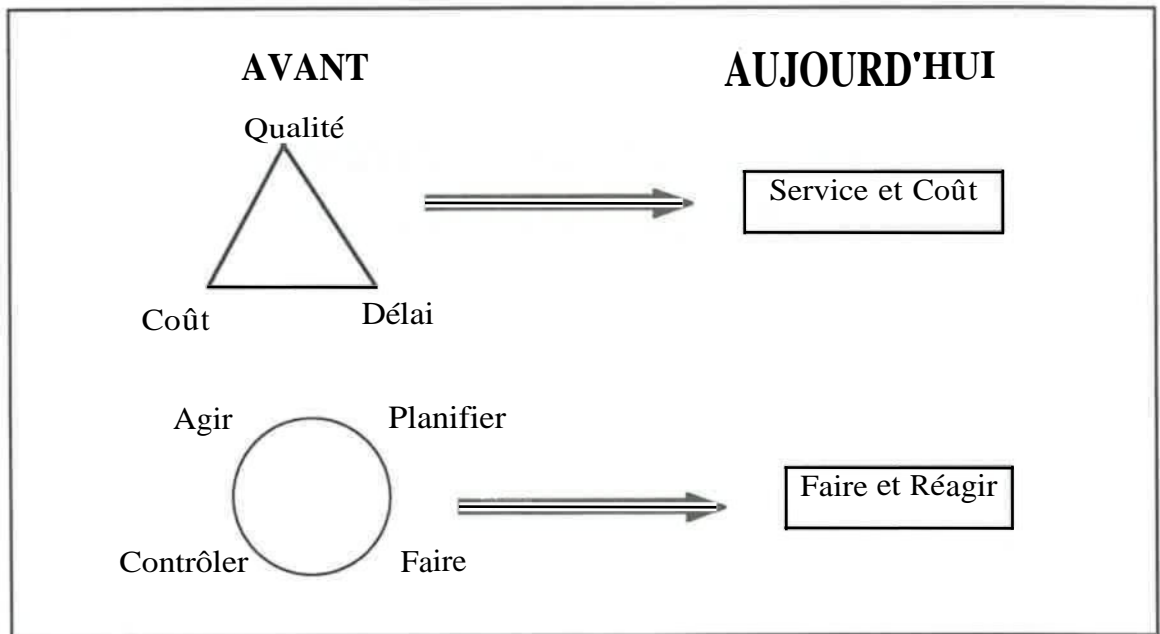 AVANT
AUJOURD'HUI
Qualité
Service et Coût
Coût
Délai
Agir
Planifier
Faire et Réagir
Contrôler
Faire